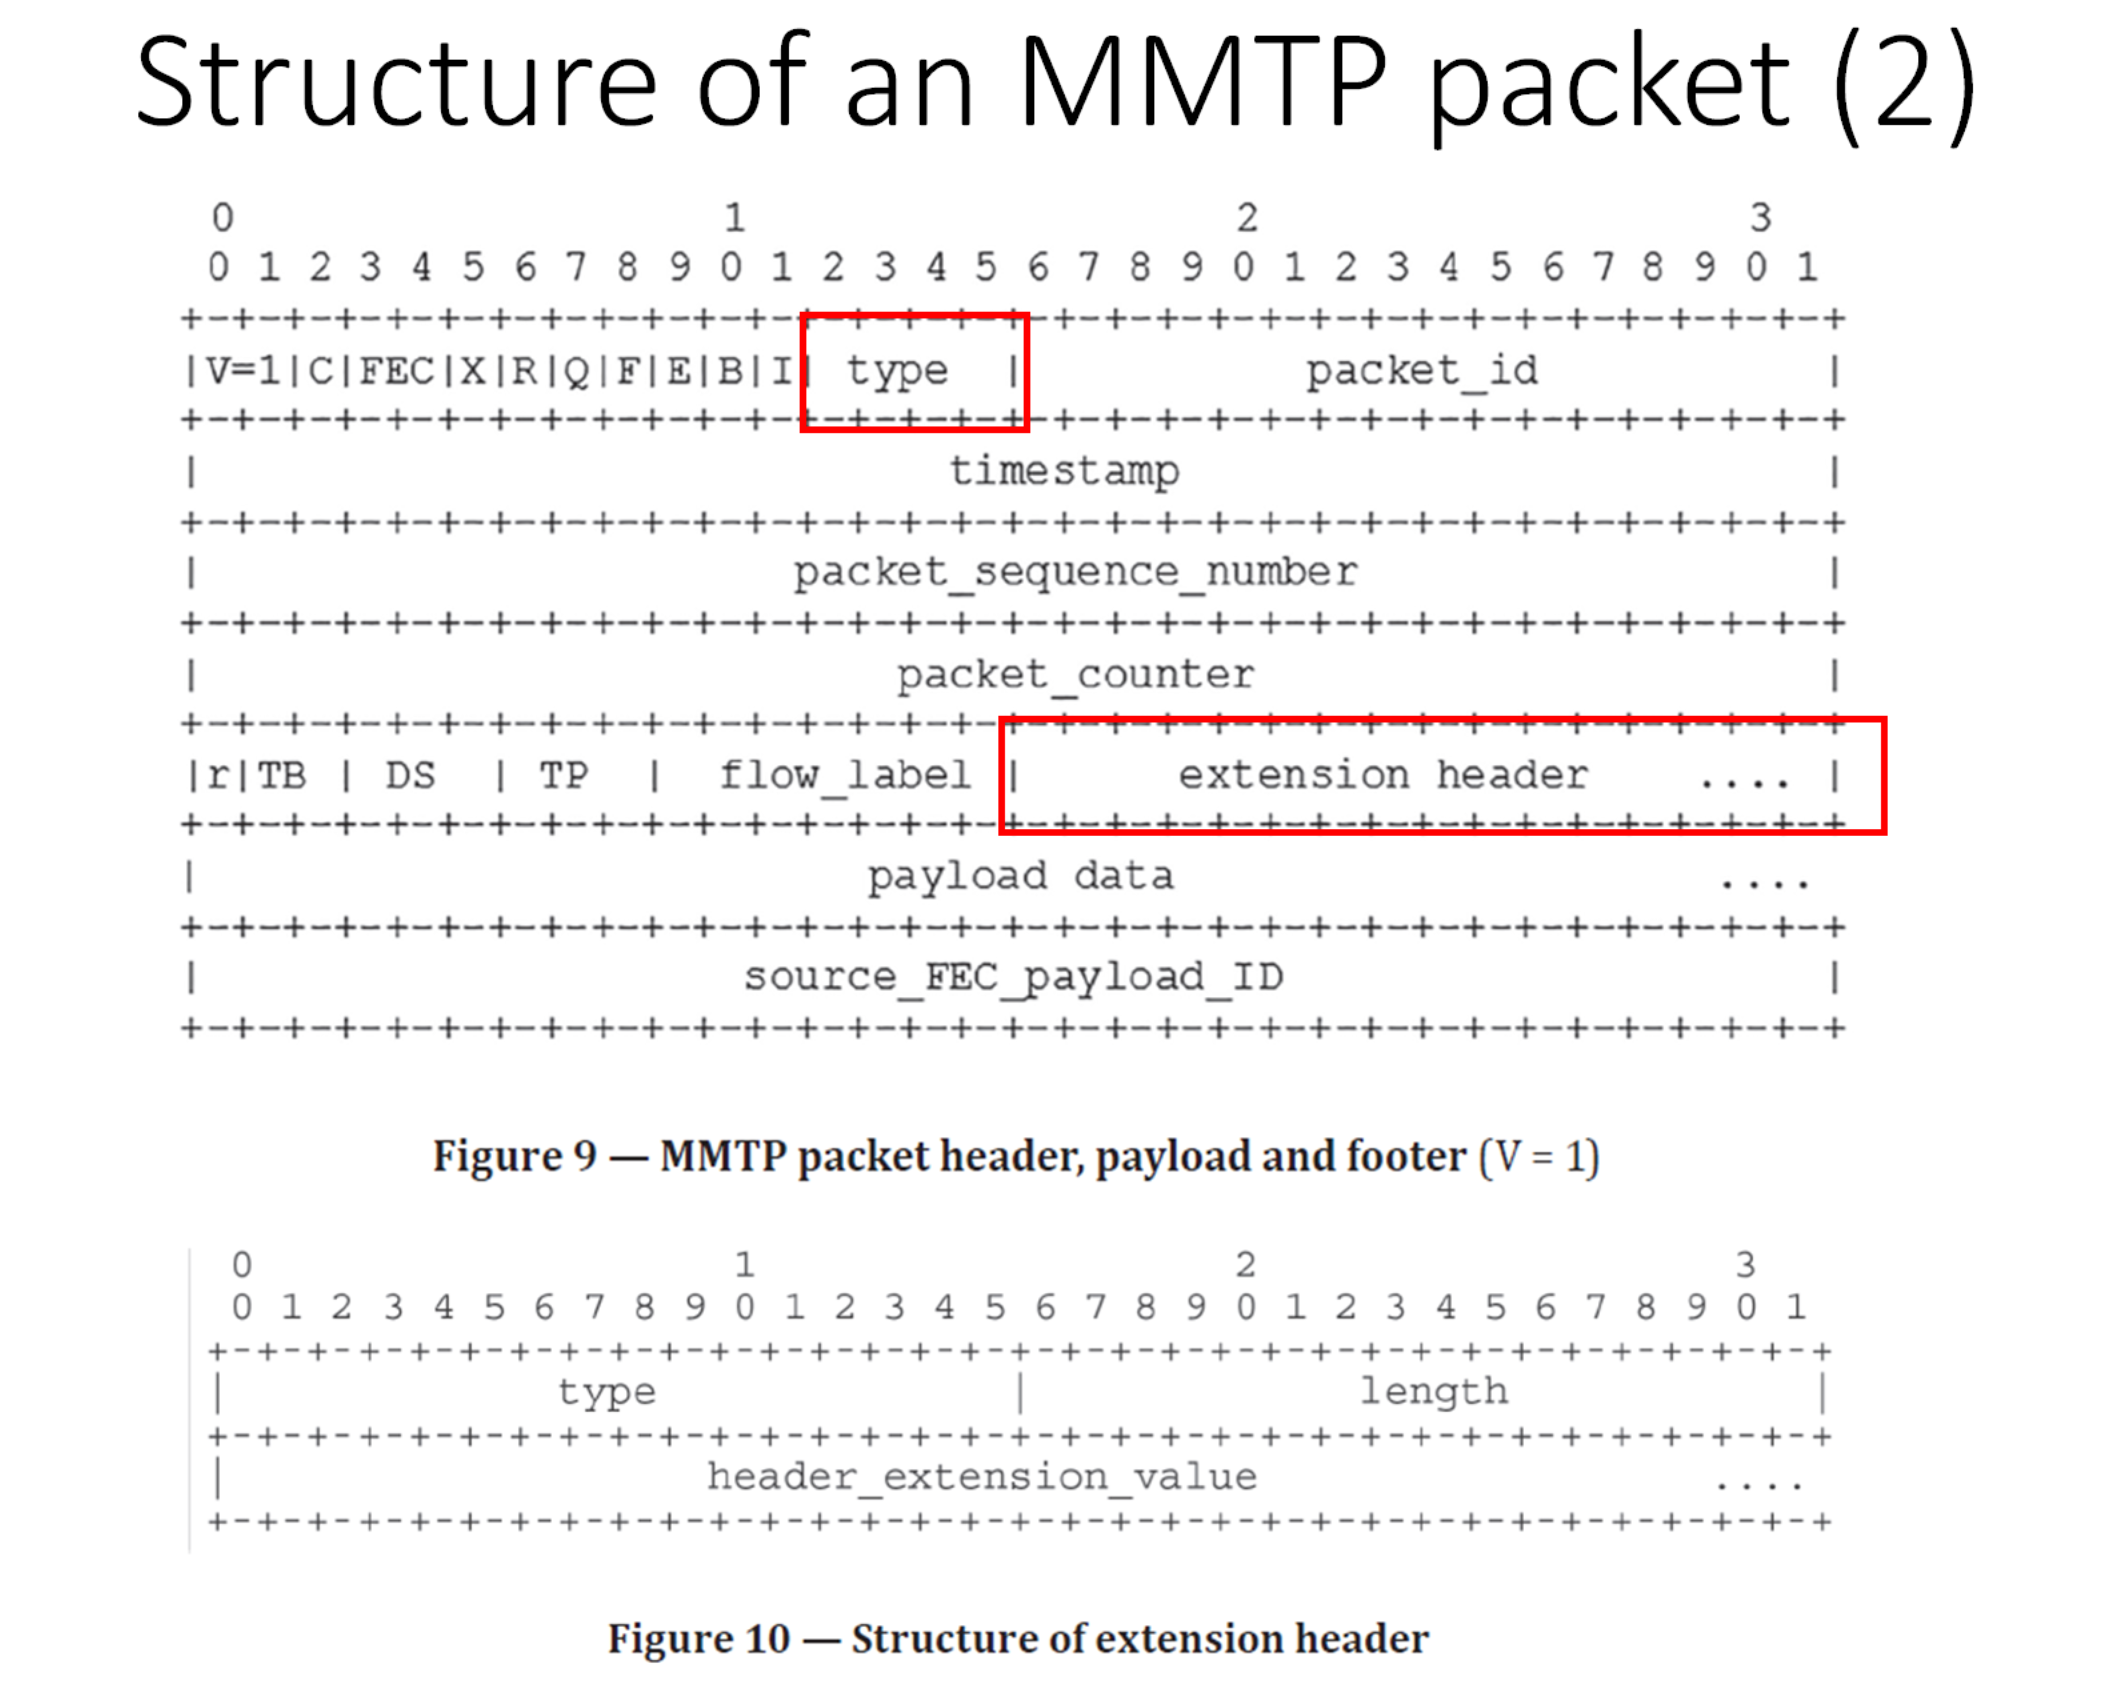 Structure of an MMTP packet (2)
0 1 2 3
0 1 2 3 4 5 6 7 8 9 0 1 2 3 4 5 6 7 8 9 0 1 2 3 4 5 6 7 8 9 0 1
+-+-+-+-+-+-+-+-+-+-+-+-+-+-+-+-+-+-+-+-+-+-+-+-+-+-+-+-+-+-+-+-+
|V=1|C|FEC|X|R|Q|F|E|B|I| type | packet_id |
+-+-+-+-+-+-+-+-+-+-+-+-+-+-+-+-+-+-+-+-+-+-+-+-+-+-+-+-+-+-+-+-+
| timestamp |
+-+-+-+-+-+-+-+-+-+-+-+-+-+-+-+-+-+-+-+-+-+-+-+-+-+-+-+-+-+-+-+-+
| packet_sequence_number |
+-+-+-+-+-+-+-+-+-+-+-+-+-+-+-+-+-+-+-+-+-+-+-+-+-+-+-+-+-+-+-+-+
| packet_counter |
+-+-+-+-+-+-+-+-+-+-+-+-+-+-+-+-+-+-+-+-+-+-+-+-+-+-+-+-+-+-+-+-+
|r|TB | DS | TP | flow_label | extension header .... |
+-+-+-+-+-+-+-+-+-+-+-+-+-+-+-+-+-+-+-+-+-+-+-+-+-+-+-+-+-+-+-+-+
| payload data ....
+-+-+-+-+-+-+-+-+-+-+-+-+-+-+-+-+-+-+-+-+-+-+-+-+-+-+-+-+-+-+-+-+
| source_FEC_payload_ID |
+-+-+-+-+-+-+-+-+-+-+-+-+-+-+-+-+-+-+-+-+-+-+-+-+-+-+-+-+-+-+-+-+
Figure 9 — MMTP packet header, payload and footer (V = 1)
0 1 2 3
0 1 2 3 4 5 6 7 8 9 0 1 2 3 4 5 6 7 8 9 0 1 2 3 4 5 6 7 8 9 0 1
+-+-+-+-+-+-+-+-+-+-+-+-+-+-+-+-+-+-+-+-+-+-+-+-+-+-+-+-+-+-+-+-+
| type | length |
+-+-+-+-+-+-+-+-+-+-+-+-+-+-+-+-+-+-+-+-+-+-+-+-+-+-+-+-+-+-+-+-+
| header_extension_value ....
+-+-+-+-+-+-+-+-+-+-+-+-+-+-+-+-+-+-+-+-+-+-+-+-+-+-+-+-+-+-+-+-+
Figure 10 — Structure of extension header